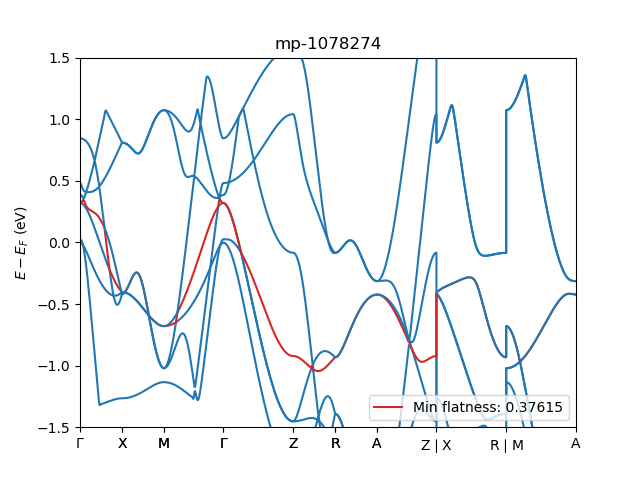 mp-1078274
E − E_F (eV)
1.5
1.0
0.5
0.0
−0.5
−1.0
−1.5
Min flatness: 0.37615
Γ X M Γ Z R A Z | X R | M A